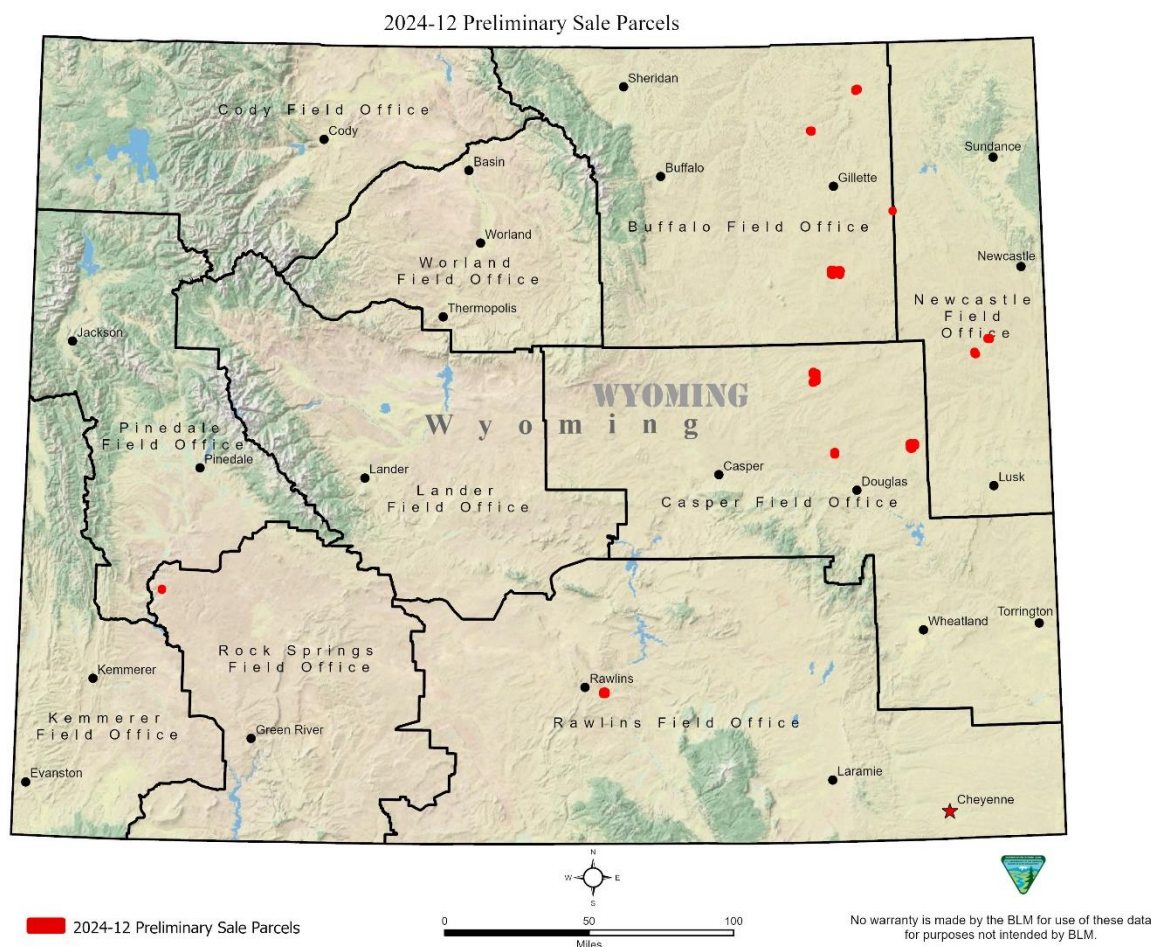 2024-12 Preliminary Sale Parcels
Sheridan
Cody Field Office
Cody
Sundance
Basin
Buffalo
Gillette
Buffalo Field Office
Worland
Worland
Field Office
Newcastle
Newcastle
Field
Office
Thermopolis
Jackson
WYOMING
Wyoming
Pinedale
Field Office
Pinedale
Lander
Lander
Field Office
Casper
Douglas
Casper Field Office
Lusk
Wheatland
Torrington
Rock Springs
Field Office
Kemmerer
Rawlins
Rawlins Field Office
Kemmerer
Field Office
Green River
Evanston
Laramie
Cheyenne
N
W E
S
2024-12 Preliminary Sale Parcels
0 50 100
Miles
No warranty is made by the BLM for use of these data
for purposes not intended by BLM.